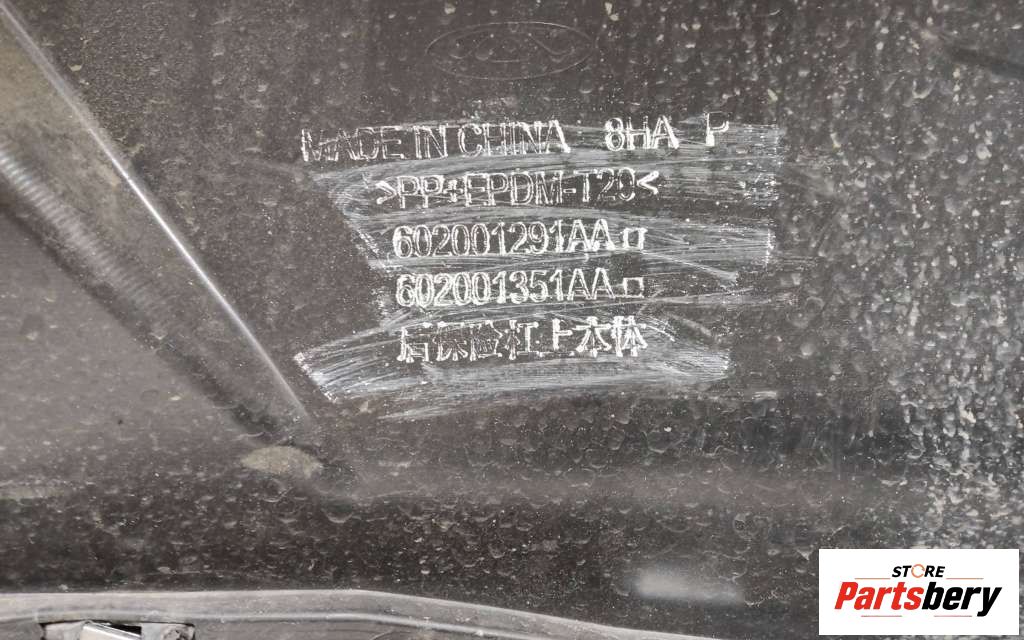 MADE IN CHINA 8HA P
>PP+EPDM-T20<
602001291AA
602001351AA
后保险杠上本体
STORE
Partsbery